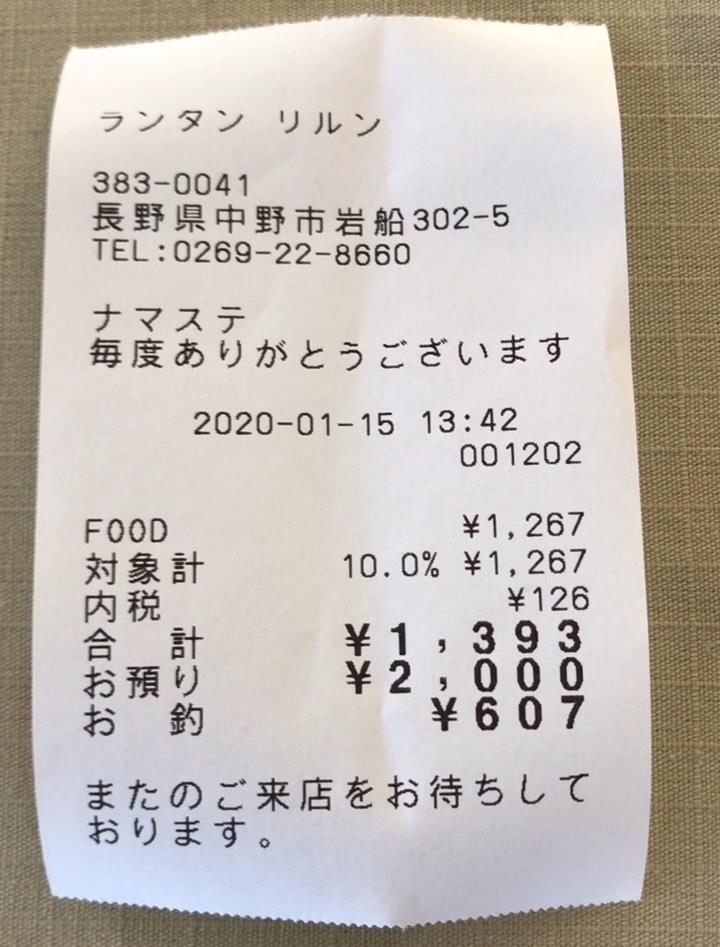 ランタン リルン
383-0041
長野県中野市岩船302-5
TEL:0269-22-8660
ナマステ
毎度ありがとうございます
2020-01-15 13:42
001202
FOOD ¥1,267
対象計 10.0% ¥1,267
内税 ¥126
合 計 ¥1,393
お預り ¥2,000
お 釣 ¥607
またのご来店をお待ちして
おります。